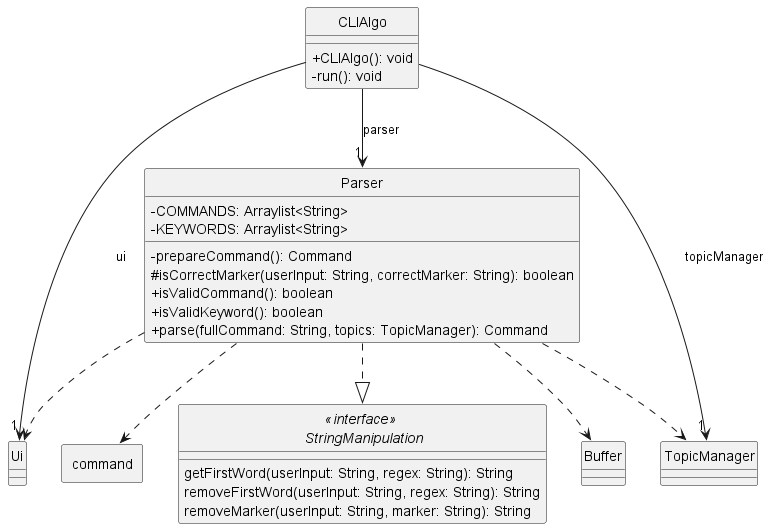 CLIAlgo
+CLIAlgo(): void
-run(): void
parser
1
Parser
-COMMANDS: Arraylist<String>
-KEYWORDS: Arraylist<String>
-prepareCommand(): Command
#isCorrectMarker(userInput: String, correctMarker: String): boolean
+isValidCommand(): boolean
+isValidKeyword(): boolean
+parse(fullCommand: String, topics: TopicManager): Command
ui
topicManager
1
1
Ui
command
«interface»
StringManipulation
getFirstWord(userInput: String, regex: String): String
removeFirstWord(userInput: String, regex: String): String
removeMarker(userInput: String, marker: String): String
Buffer
TopicManager